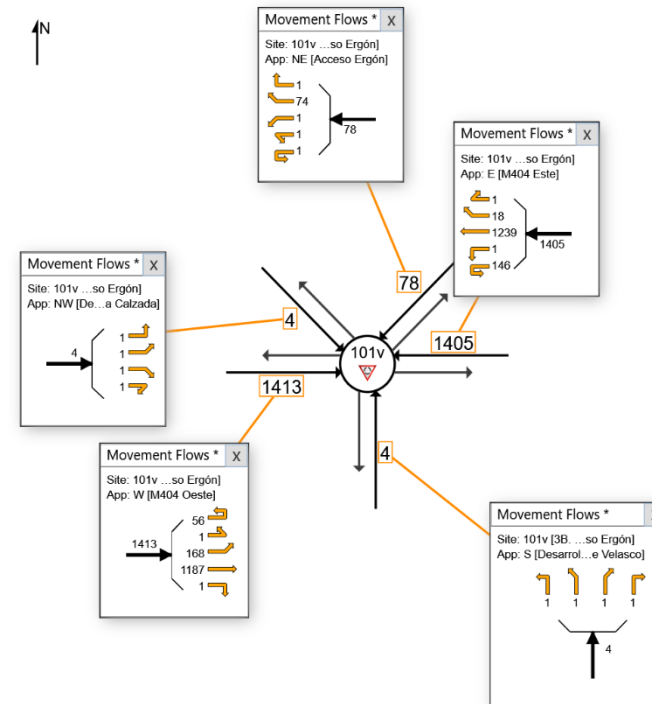 N
Movement Flows * X
Site: 101v ...so Ergón]
App: NE [Acceso Ergón]
1
74
1
1
1
78
Movement Flows * X
Site: 101v ...so Ergón]
App: E [M404 Este]
1
18
1239
1
146
1405
Movement Flows * X
Site: 101v ...so Ergón]
App: NW [De...a Calzada]
1
1
1
1
4
78
4
101v
1405
1413
4
Movement Flows * X
Site: 101v ...so Ergón]
App: W [M404 Oeste]
56
1
168
1187
1
1413
Movement Flows *
Site: 101v [3B. ...so Ergón]
App: S [Desarrol...e Velasco]
1 1 1 1
4